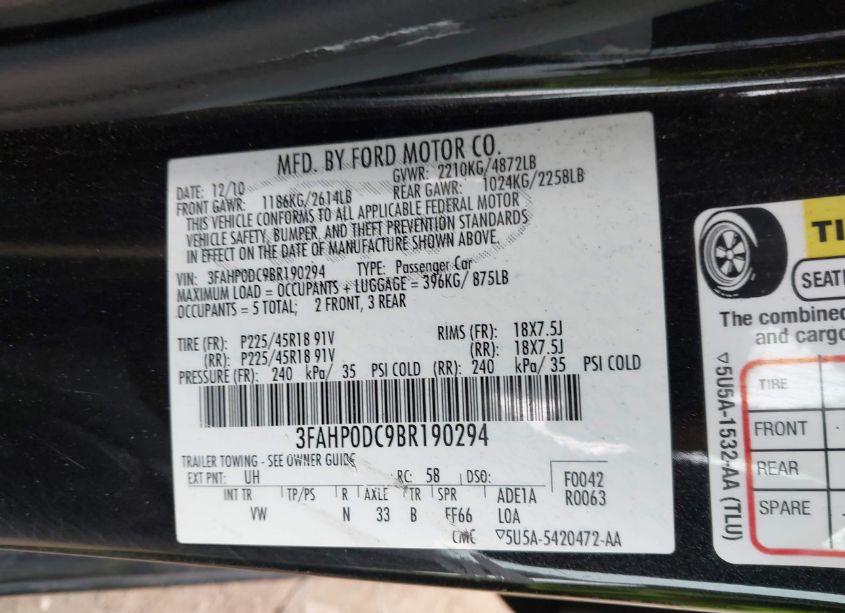 MFD. BY FORD MOTOR CO.
DATE: 12/10 GVWR: 2210KG/4872LB
FRONT GAWR: 1186KG/2614LB REAR GAWR: 1024KG/2258LB
THIS VEHICLE CONFORMS TO ALL APPLICABLE FEDERAL MOTOR
VEHICLE SAFETY, BUMPER, AND THEFT PREVENTION STANDARDS
IN EFFECT ON THE DATE OF MANUFACTURE SHOWN ABOVE.
VIN: 3FAHP0DC9BR190294 TYPE: Passenger Car
MAXIMUM LOAD = OCCUPANTS + LUGGAGE = 396KG/ 875LB
OCCUPANTS = 5 TOTAL; 2 FRONT, 3 REAR
TIRE (FR): P225/45R18 91V RIMS (FR): 18X7.5J
(RR): P225/45R18 91V (RR): 18X7.5J
PRESSURE (FR): 240 kPa/ 35 PSI COLD (RR): 240 kPa/ 35 PSI COLD
3FAHP0DC9BR190294
TRAILER TOWING - SEE OWNER GUIDE
EXT PNT: UH RC: 58 DSO: F0042
R0063
INT TR TP/PS R AXLE TR SPR ADE1A
VW N 33 B FF66 LOA
▽5U5A-5420472-AA
TI
SEATI
The combined
and cargo
TIRE
FRONT
REAR
SPARE
▽5U5A-1532-AA (TLU)